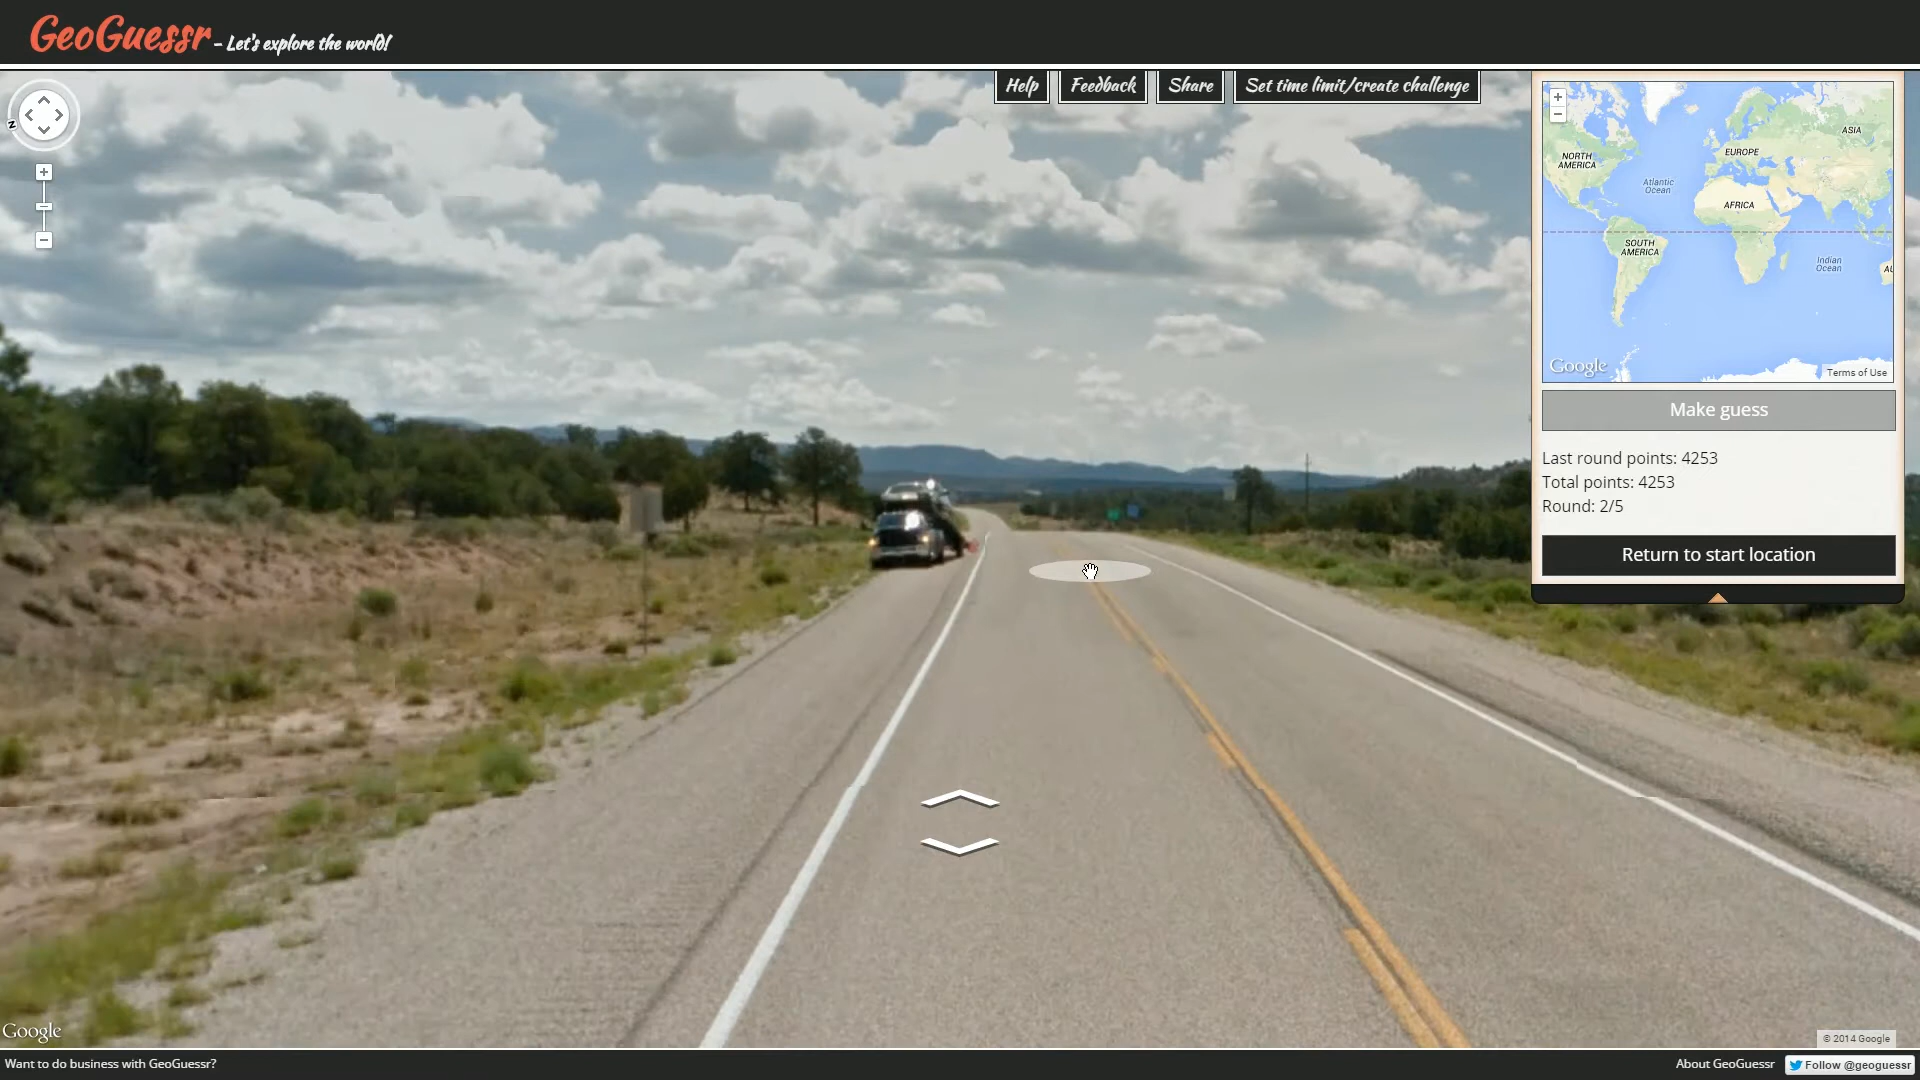 GeoGuessr - Let's explore the world!
Help
Feedback
Share
Set time limit/create challenge
N
NORTH
AMERICA
Atlantic
Ocean
EUROPE
ASIA
AFRICA
SOUTH
AMERICA
Indian
Ocean
AU
Google
Terms of Use
Make guess
Last round points: 4253
Total points: 4253
Round: 2/5
Return to start location
Google
© 2014 Google
Want to do business with GeoGuessr?
About GeoGuessr
Follow @geoguessr